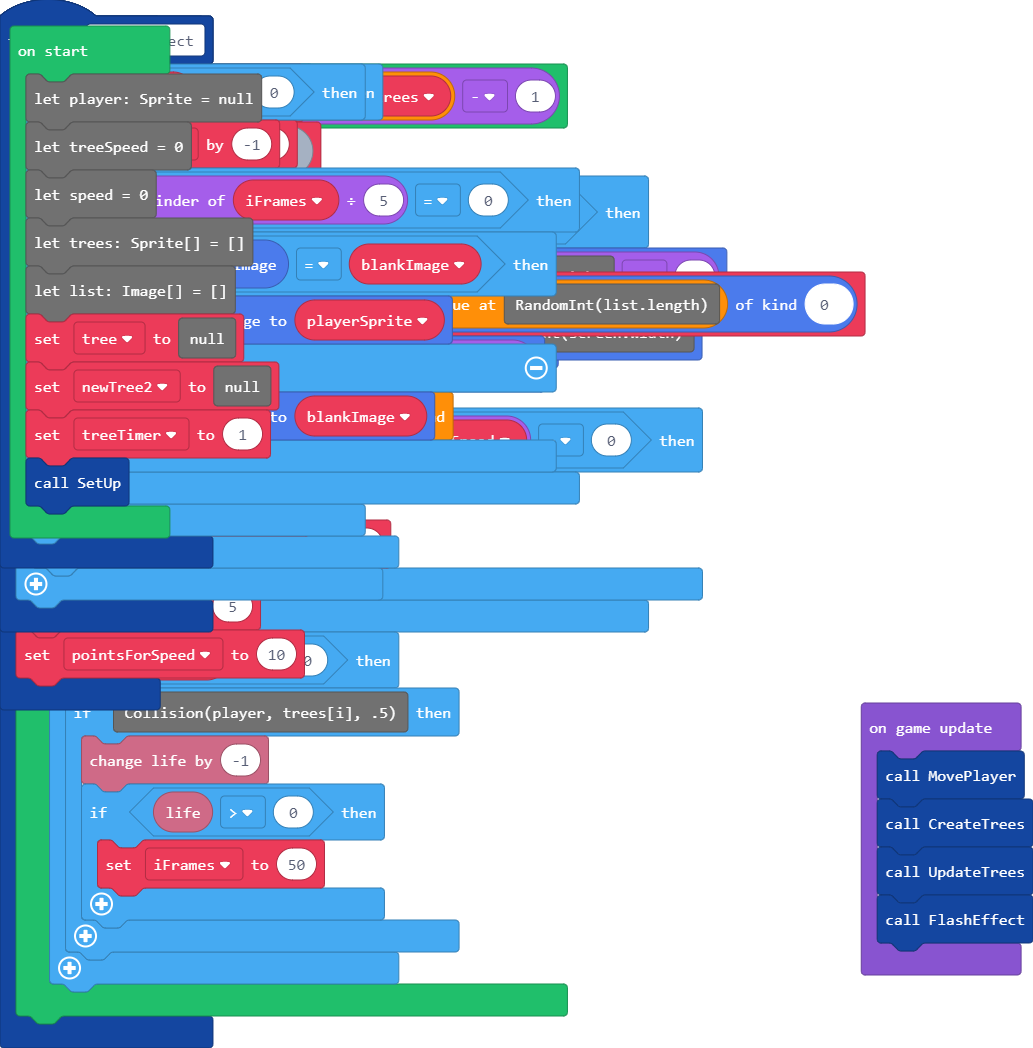 ect
on start
let player: Sprite = null
0 then n
rees - 1
let treeSpeed = 0
by -1
let speed = 0
inder of iFrames ÷ 5 = 0 then
then
let trees: Sprite[] = []
= blankImage then
let list: Image[] = []
ue at RandomInt(list.length) of kind 0
set tree to null
ge to playerSprite
set newTree2 to null
to blankImage d
set treeTimer to 1
0 then
call SetUp
5
set pointsForSpeed to 10
then
if Collision(player, trees[i], .5) then
on game update
change life by -1
call MovePlayer
if life > 0 then
call CreateTrees
set iFrames to 50
call UpdateTrees
call FlashEffect